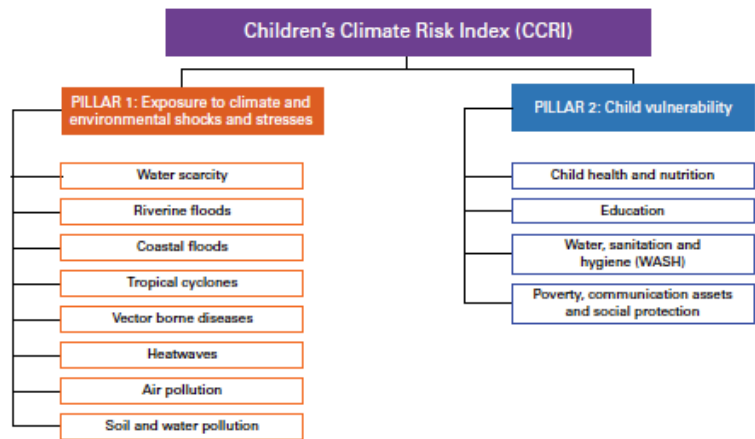 Children's Climate Risk Index (CCRI)
PILLAR 1: Exposure to climate and
environmental shocks and stresses
Water scarcity
Riverine floods
Coastal floods
Tropical cyclones
Vector borne diseases
Heatwaves
Air pollution
Soil and water pollution
PILLAR 2: Child vulnerability
Child health and nutrition
Education
Water, sanitation and
hygiene (WASH)
Poverty, communication assets
and social protection